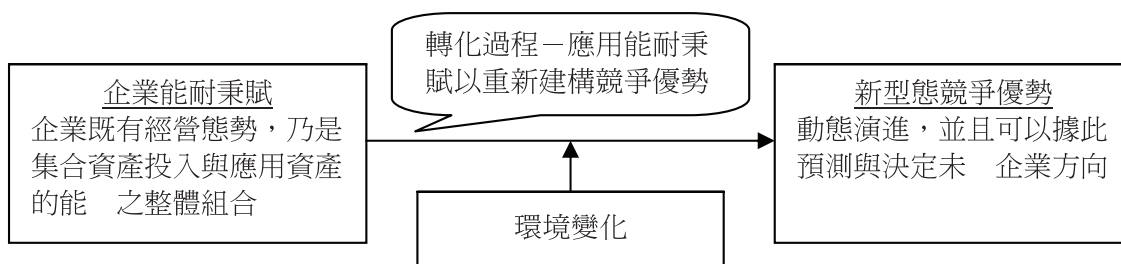 轉化過程－應用能耐秉
賦以重新建構競爭優勢
企業能耐秉賦
企業既有經營態勢，乃是
集合資產投入與應用資產
的能　之整體組合
新型態競爭優勢
動態演進，並且可以據此
預測與決定未　企業方向
環境變化